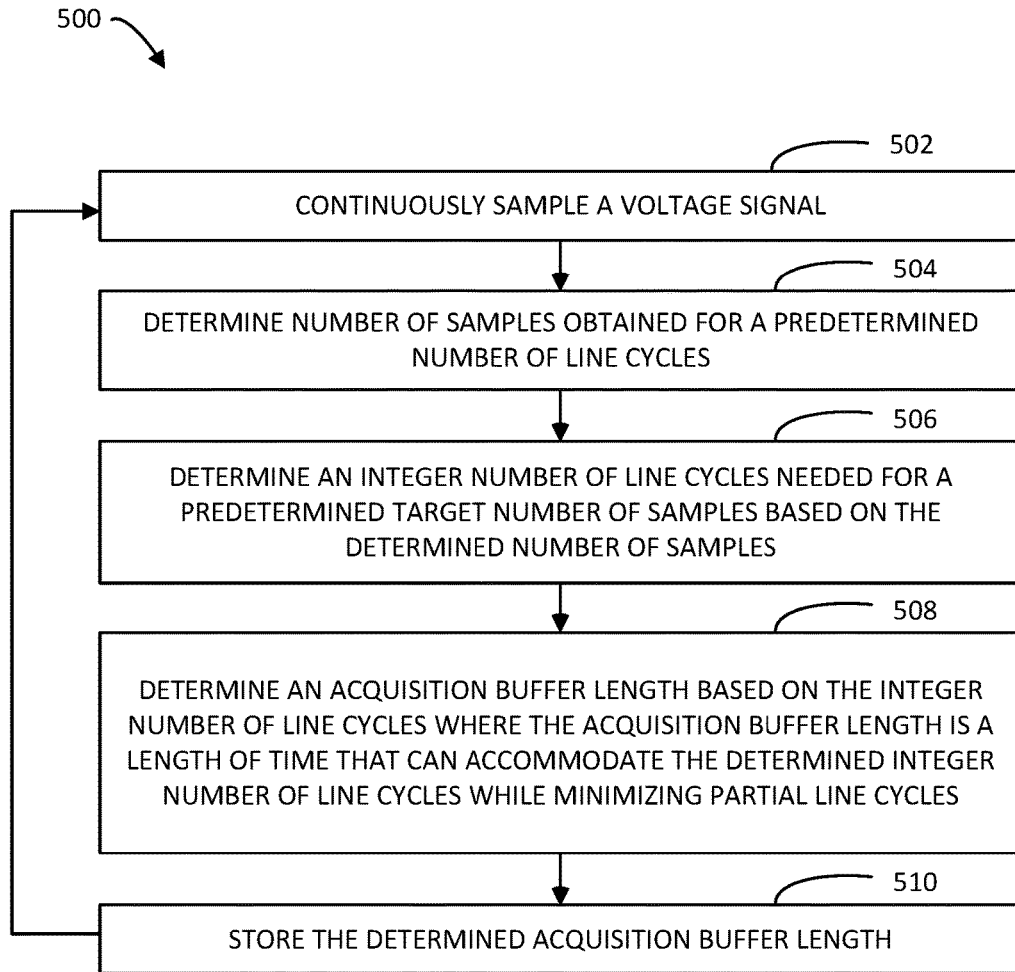 500
502
CONTINUOUSLY SAMPLE A VOLTAGE SIGNAL
504
DETERMINE NUMBER OF SAMPLES OBTAINED FOR A PREDETERMINED
NUMBER OF LINE CYCLES
506
DETERMINE AN INTEGER NUMBER OF LINE CYCLES NEEDED FOR A
PREDETERMINED TARGET NUMBER OF SAMPLES BASED ON THE
DETERMINED NUMBER OF SAMPLES
508
DETERMINE AN ACQUISITION BUFFER LENGTH BASED ON THE INTEGER
NUMBER OF LINE CYCLES WHERE THE ACQUISITION BUFFER LENGTH IS A
LENGTH OF TIME THAT CAN ACCOMMODATE THE DETERMINED INTEGER
NUMBER OF LINE CYCLES WHILE MINIMIZING PARTIAL LINE CYCLES
510
STORE THE DETERMINED ACQUISITION BUFFER LENGTH